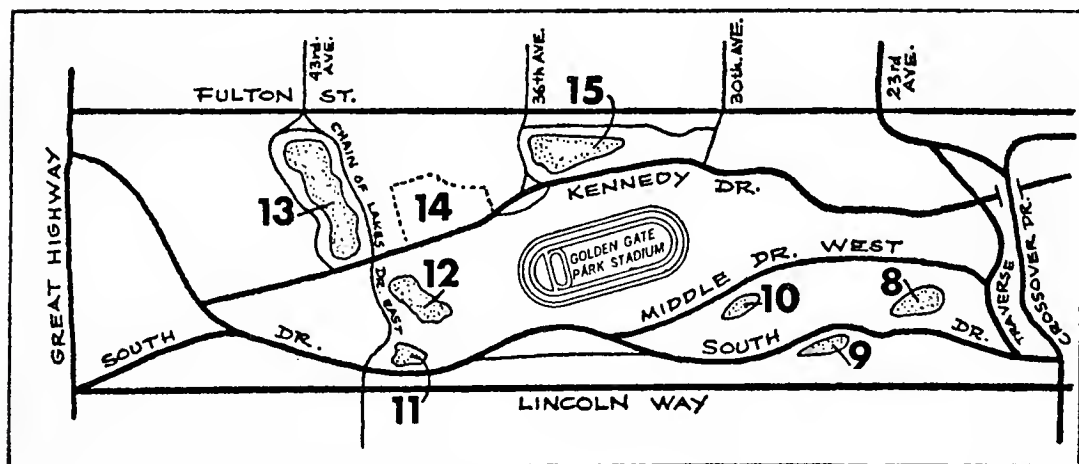 43rd. AVE.
36th AVE.
30th AVE.
23rd AVE.
FULTON ST.
15
GREAT HIGHWAY
CHAIN OF LAKES DR. EAST
13
14
KENNEDY DR.
GOLDEN GATE
PARK STADIUM
12
MIDDLE DR. WEST
10
8
TRAVERSE
CROSSOVER DR.
SOUTH DR.
SOUTH DR.
9
11
LINCOLN WAY